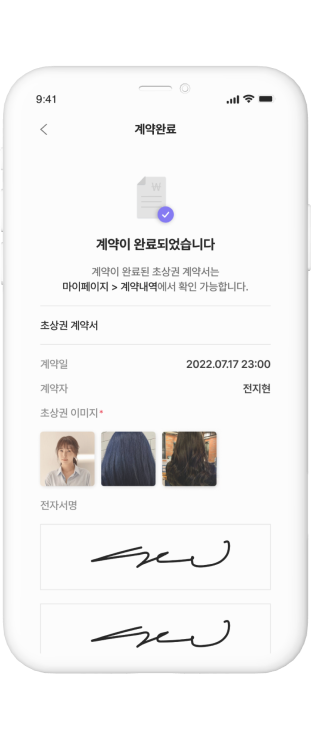 9:41
계약완료
W
계약이 완료되었습니다
계약이 완료된 초상권 계약서는
마이페이지 > 계약내역에서 확인 가능합니다.
초상권 계약서
계약일 2022.07.17 23:00
계약자 전지현
초상권 이미지*
전자서명